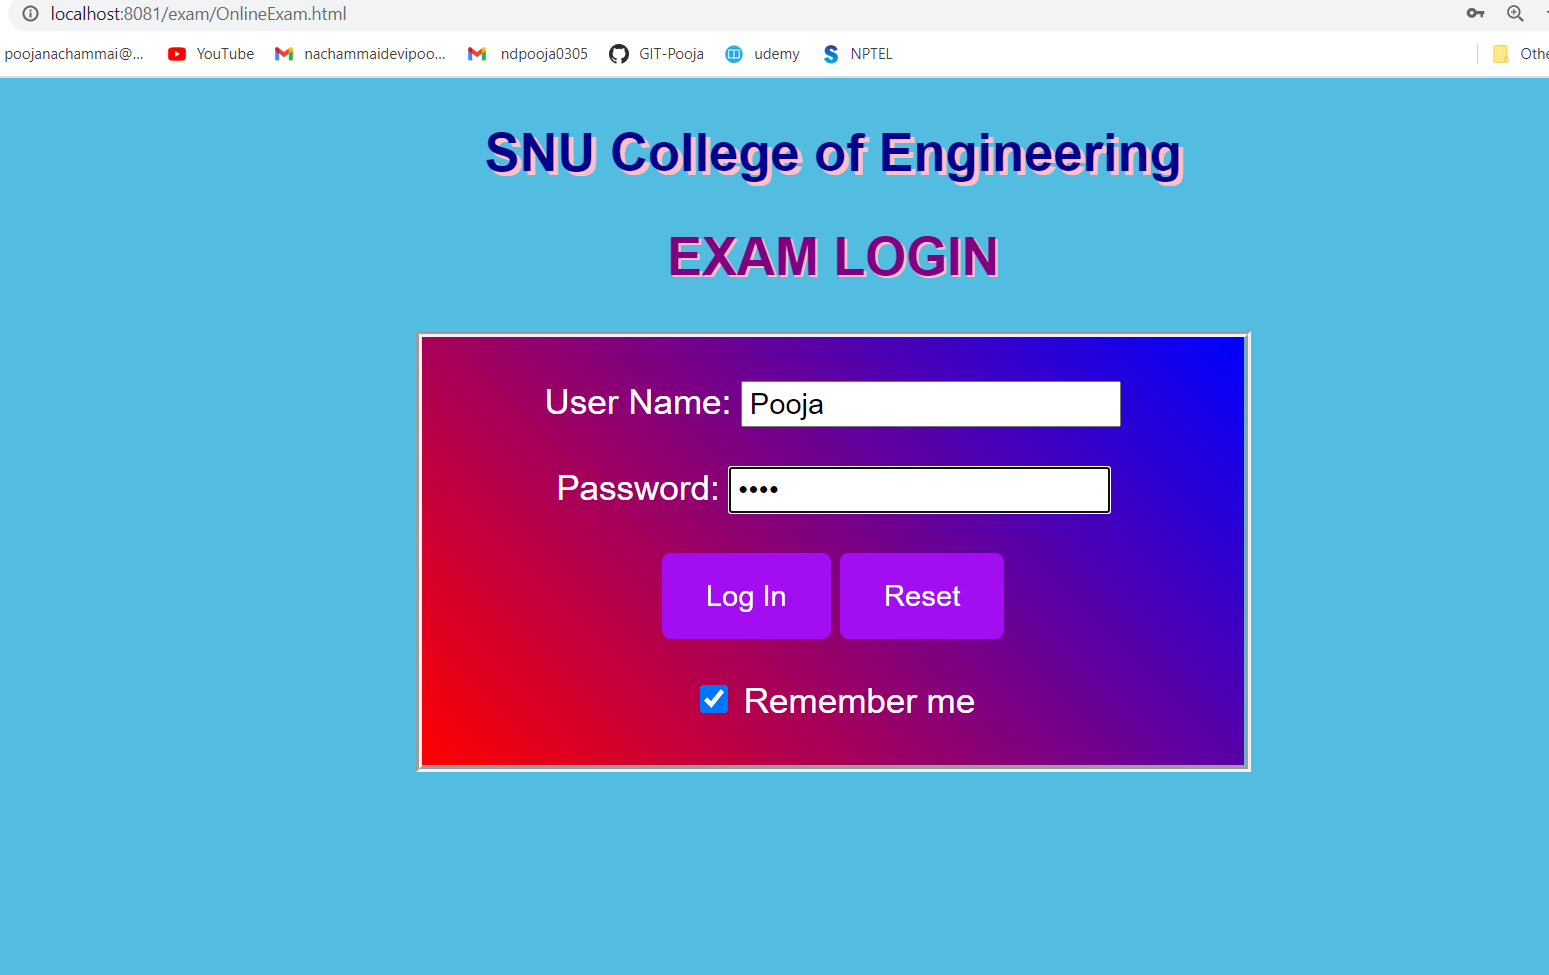 localhost:8081/exam/OnlineExam.html
poojanachammai@... YouTube nachammaidevipoo... ndpooja0305 GIT-Pooja udemy NPTEL Othe
SNU College of Engineering
EXAM LOGIN
User Name: Pooja
Password: ••••
Log In Reset
Remember me